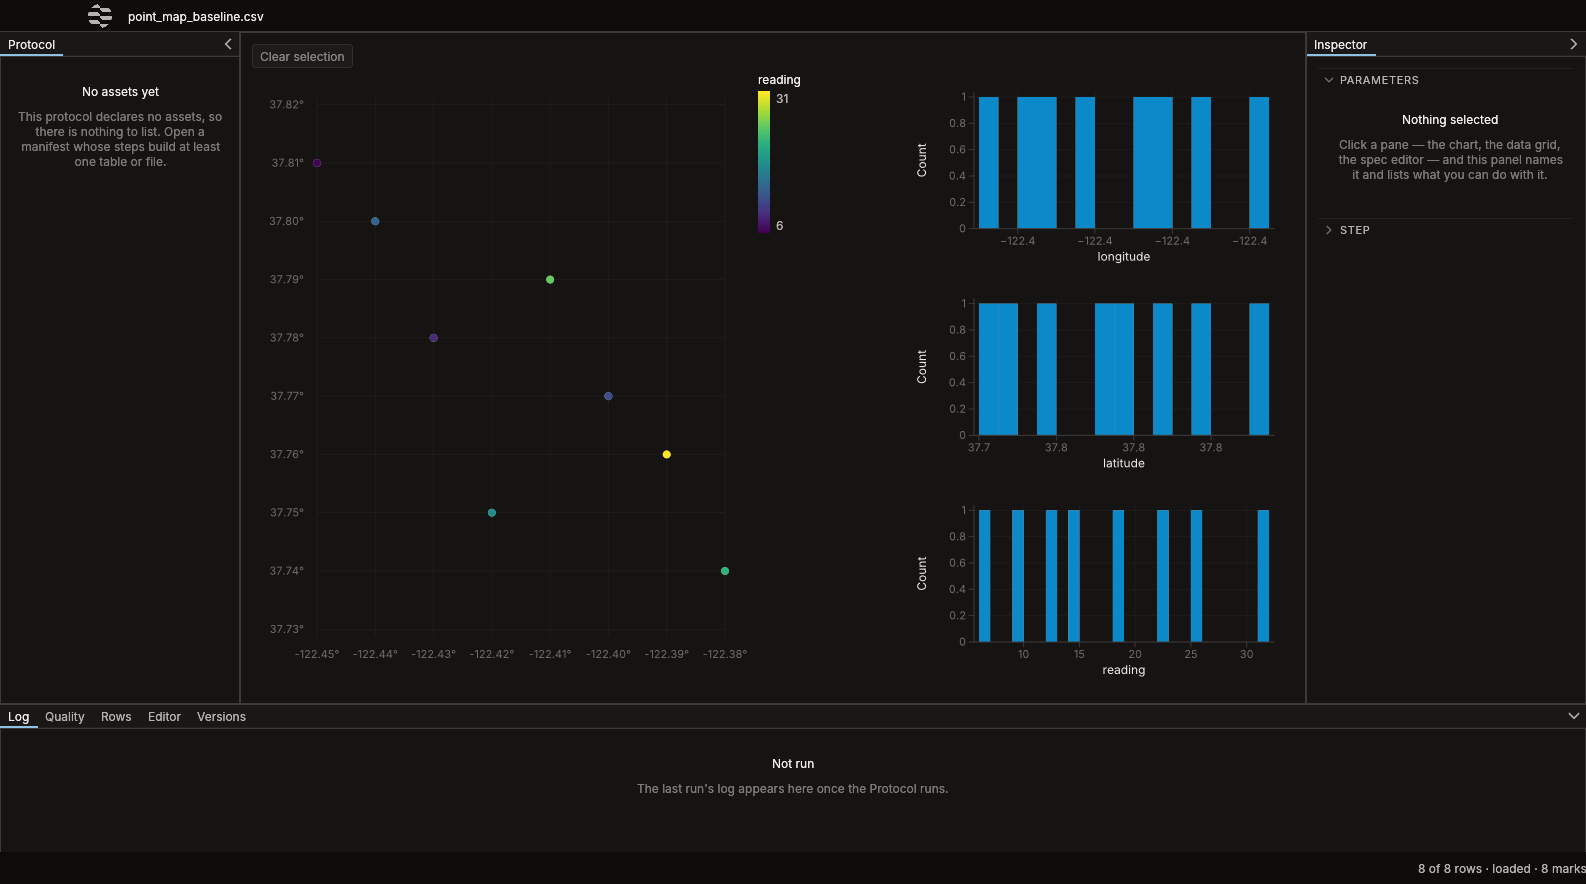 point_map_baseline.csv
Protocol
No assets yet
This protocol declares no assets, so
there is nothing to list. Open a
manifest whose steps build at least
one table or file.
Clear selection
37.82°
37.81°
37.80°
37.79°
37.78°
37.77°
37.76°
37.75°
37.74°
37.73°
-122.45° -122.44° -122.43° -122.42° -122.41° -122.40° -122.39° -122.38°
reading
31
6
Count
1
0.8
0.6
0.4
0.2
0
−122.4 −122.4 −122.4 −122.4
longitude
Count
1
0.8
0.6
0.4
0.2
0
37.7 37.8 37.8 37.8
latitude
Count
1
0.8
0.6
0.4
0.2
0
10 15 20 25 30
reading
Inspector
PARAMETERS
Nothing selected
Click a pane — the chart, the data grid,
the spec editor — and this panel names
it and lists what you can do with it.
STEP
Log Quality Rows Editor Versions
Not run
The last run's log appears here once the Protocol runs.
8 of 8 rows · loaded · 8 marks